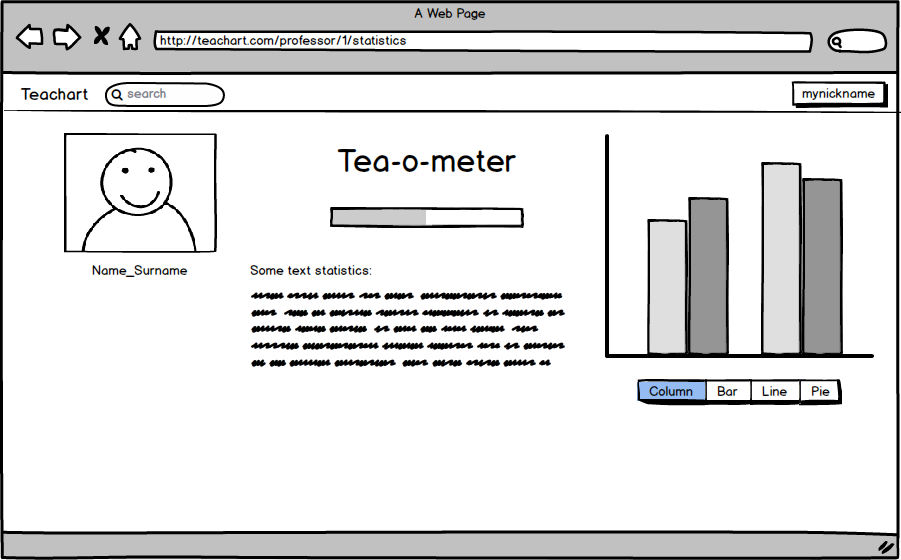 A Web Page
http://teachart.com/professor/1/statistics
Teachart
search
mynickname
Name_Surname
Tea-o-meter
Some text statistics:
Column Bar Line Pie